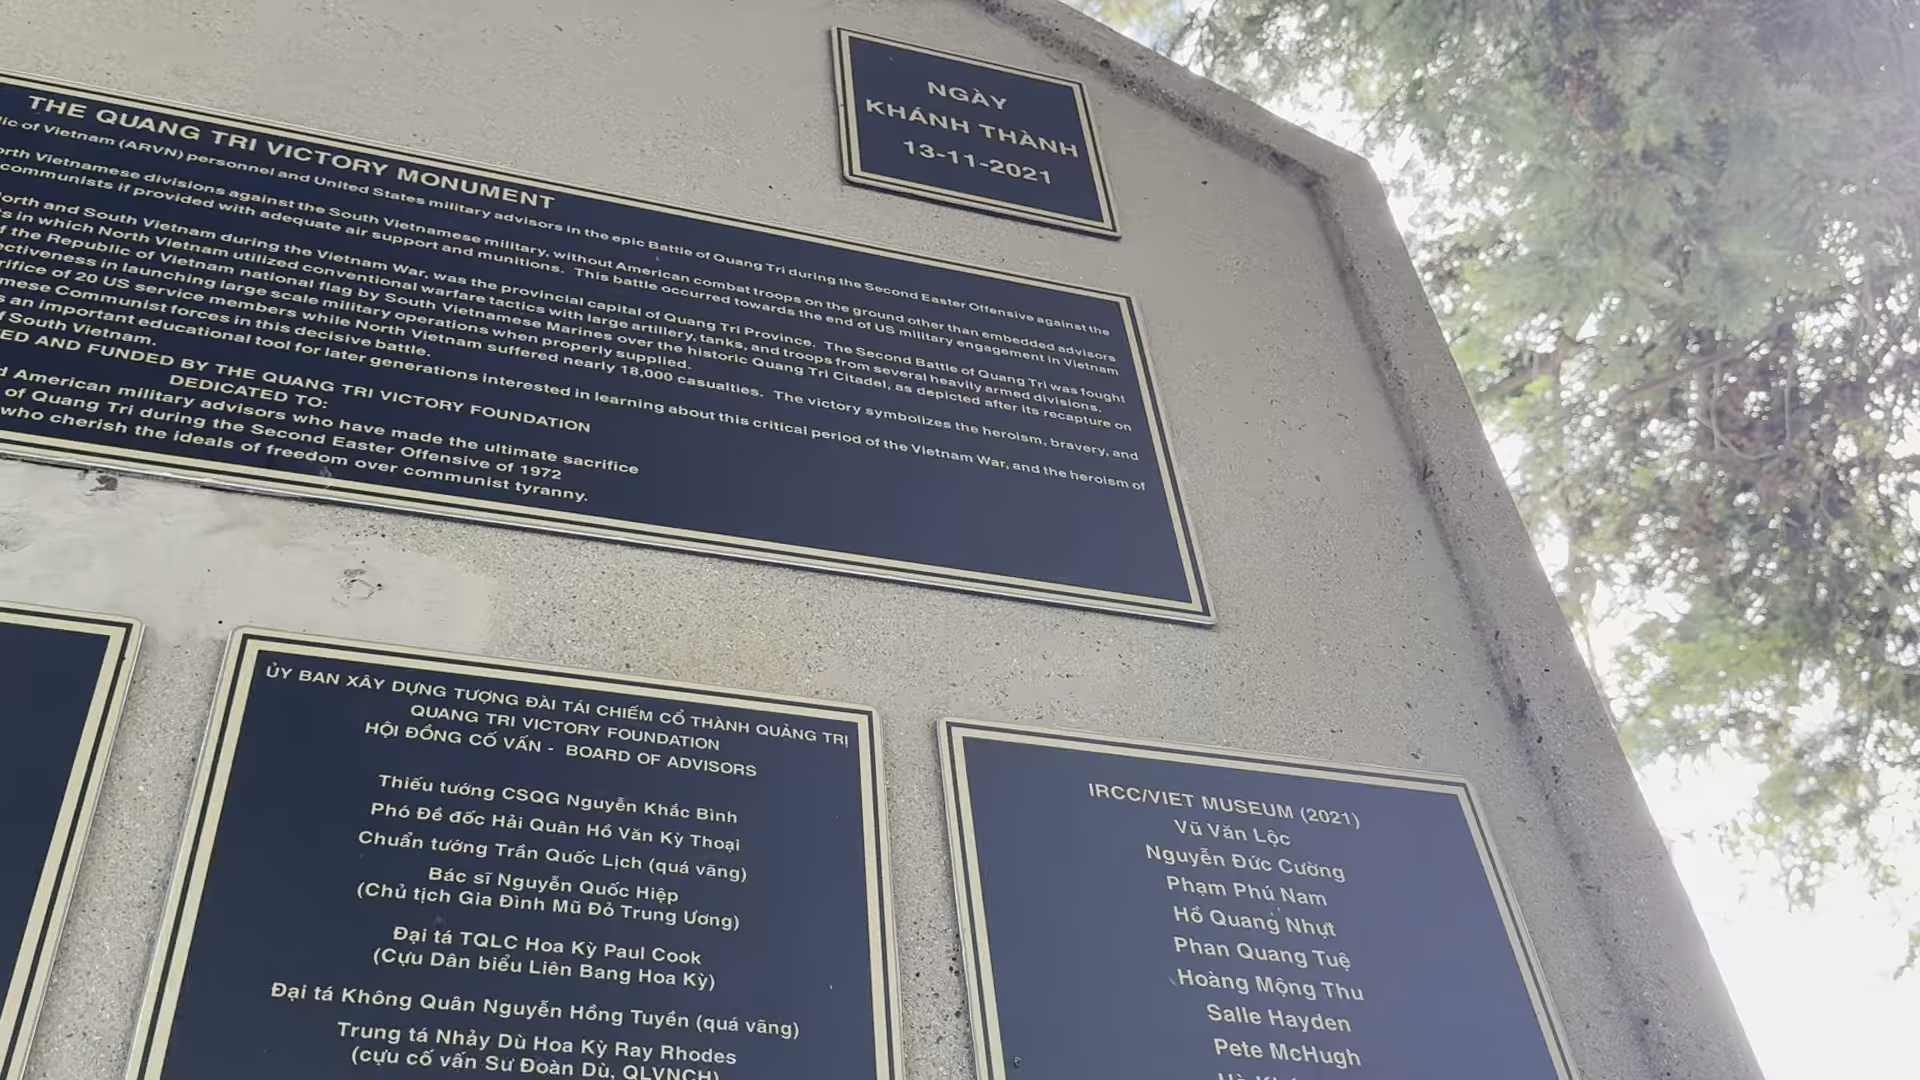 NGÀY
KHÁNH THÀNH
13-11-2021
THE QUANG TRI VICTORY MONUMENT
of Vietnam (ARVN) personnel and United States military advisors in the epic Battle of Quang Tri during the Second Easter Offensive against the
Vietnamese divisions against the South Vietnamese military, without American combat troops on the ground other than embedded advisors
communists if provided with adequate air support and munitions. This battle occurred towards the end of US military engagement in Vietnam
and South Vietnam during the Vietnam War, was the provincial capital of Quang Tri Province. The Second Battle of Quang Tri was fought
in which North Vietnam utilized conventional warfare tactics with large artillery, tanks, and troops from several heavily armed divisions.
the Republic of Vietnam national flag by South Vietnamese Marines over the historic Quang Tri Citadel, as depicted after its recapture on
in launching large scale military operations when properly supplied.
of 20 US service members while North Vietnam suffered nearly 18,000 casualties. The victory symbolizes the heroism, bravery, and
Communist forces in this decisive battle.
an important educational tool for later generations interested in learning about this critical period of the Vietnam War, and the heroism of
South Vietnam.
AND FUNDED BY THE QUANG TRI VICTORY FOUNDATION
DEDICATED TO:
American military advisors who have made the ultimate sacrifice
of Quang Tri during the Second Easter Offensive of 1972
who cherish the ideals of freedom over communist tyranny.
ỦY BAN XÂY DỰNG TƯỢNG ĐÀI TÁI CHIẾM CỔ THÀNH QUẢNG TRỊ
QUANG TRI VICTORY FOUNDATION
HỘI ĐỒNG CỐ VẤN - BOARD OF ADVISORS
Thiếu tướng CSQG Nguyễn Khắc Bình
Phó Đề đốc Hải Quân Hồ Văn Kỳ Thoại
Chuẩn tướng Trần Quốc Lịch (quá vãng)
Bác sĩ Nguyễn Quốc Hiệp
(Chủ tịch Gia Đình Mũ Đỏ Trung Ương)
Đại tá TQLC Hoa Kỳ Paul Cook
(Cựu Dân biểu Liên Bang Hoa Kỳ)
Đại tá Không Quân Nguyễn Hồng Tuyền (quá vãng)
Trung tá Nhảy Dù Hoa Kỳ Ray Rhodes
(cựu cố vấn Sư Đoàn Dù, QLVNCH)
IRCC/VIET MUSEUM (2021)
Vũ Văn Lộc
Nguyễn Đức Cường
Phạm Phú Nam
Hồ Quang Nhựt
Phan Quang Tuệ
Hoàng Mộng Thu
Salle Hayden
Pete McHugh